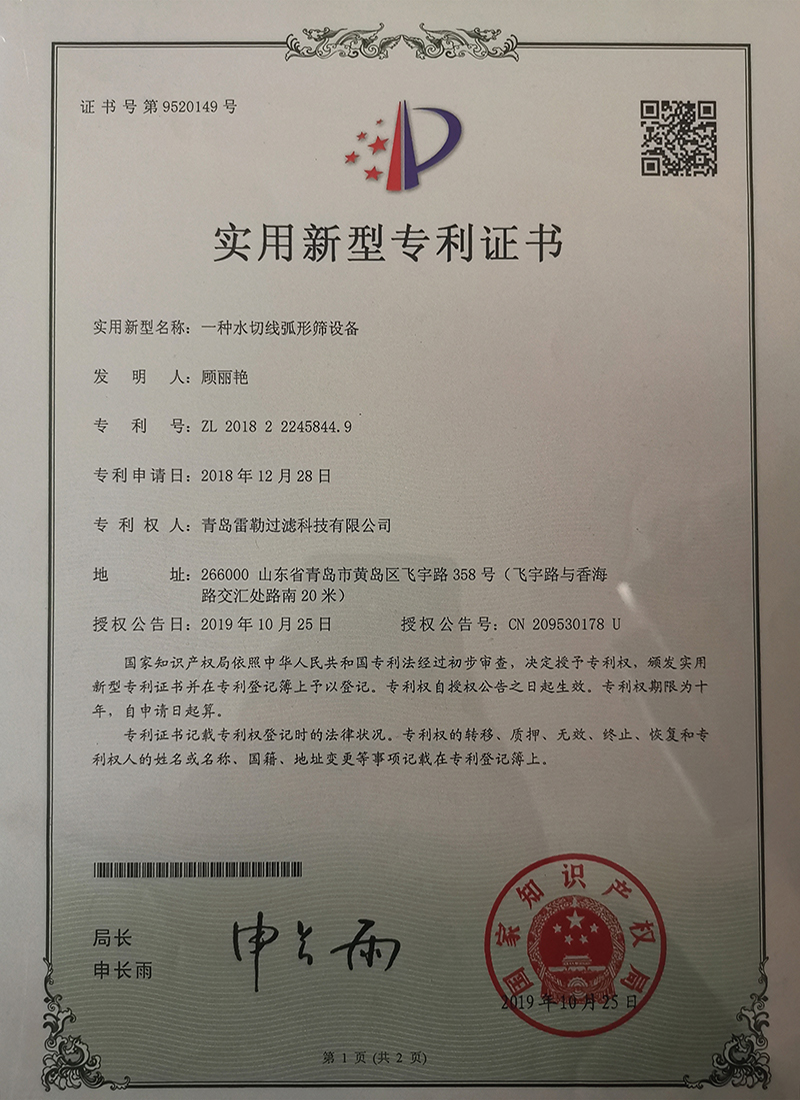 证书号第9520149号
实用新型专利证书
实用新型名称：一种水切线弧形筛设备
发明人：顾丽艳
专利号：ZL 2018 2 2245844.9
专利申请日：2018年12月28日
专利权人：青岛雷勒过滤科技有限公司
地址：266000 山东省青岛市黄岛区飞宇路358号（飞宇路与香海
路交汇处路南20米）
授权公告日：2019年10月25日 授权公告号：CN 209530178 U
国家知识产权局依照中华人民共和国专利法经过初步审查，决定授予专利权，颁发实用
新型专利证书并在专利登记簿上予以登记。专利权自授权公告之日起生效。专利权期限为十
年，自申请日起算。
专利证书记载专利权登记时的法律状况。专利权的转移、质押、无效、终止、恢复和专
利权人的姓名或名称、国籍、地址变更等事项记载在专利登记簿上。
局长
申长雨
申长雨
国家知识产权局
2019年10月25日
第1页(共2页)